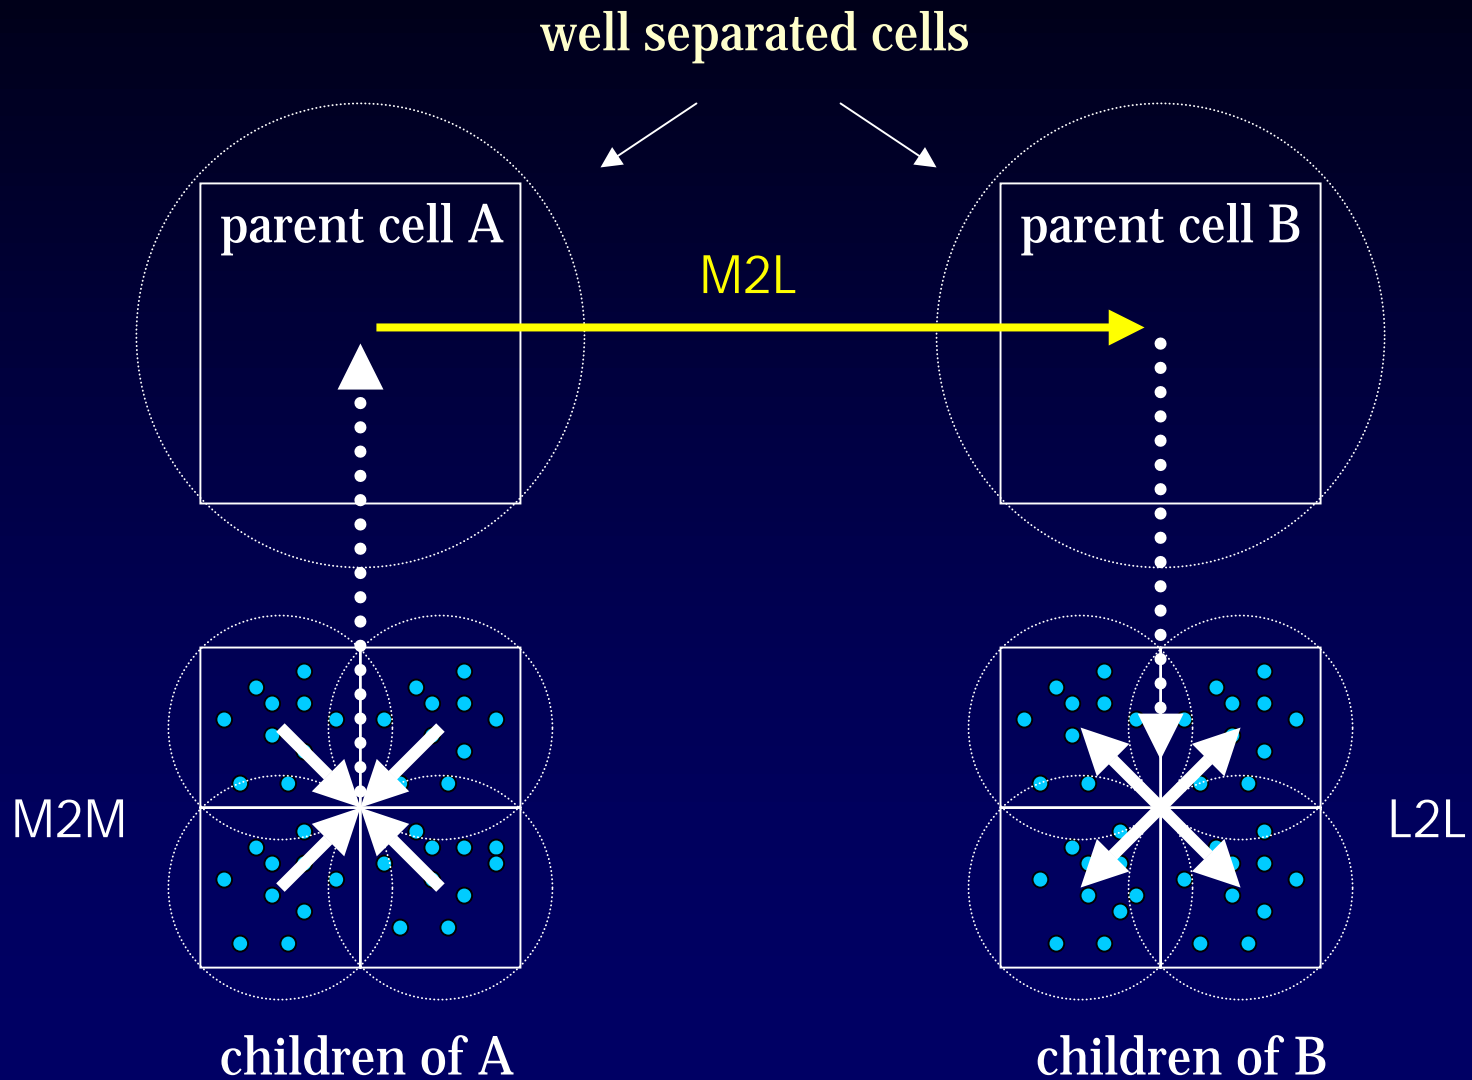 well separated cells
parent cell A
parent cell B
M2L
M2M
L2L
children of A
children of B